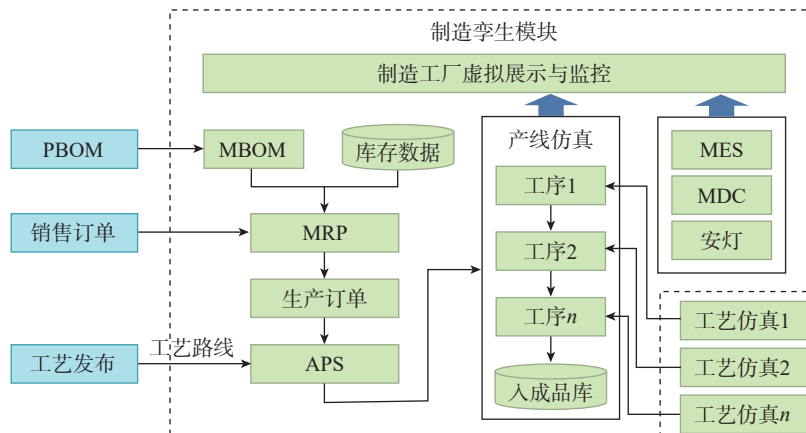 制造孪生模块
制造工厂虚拟展示与监控
PBOM
MBOM
库存数据
产线仿真
MES
MDC
安灯
销售订单
MRP
工序1
工序2
工序n
入成品库
生产订单
工艺发布
工艺路线
APS
工艺仿真1
工艺仿真2
工艺仿真n